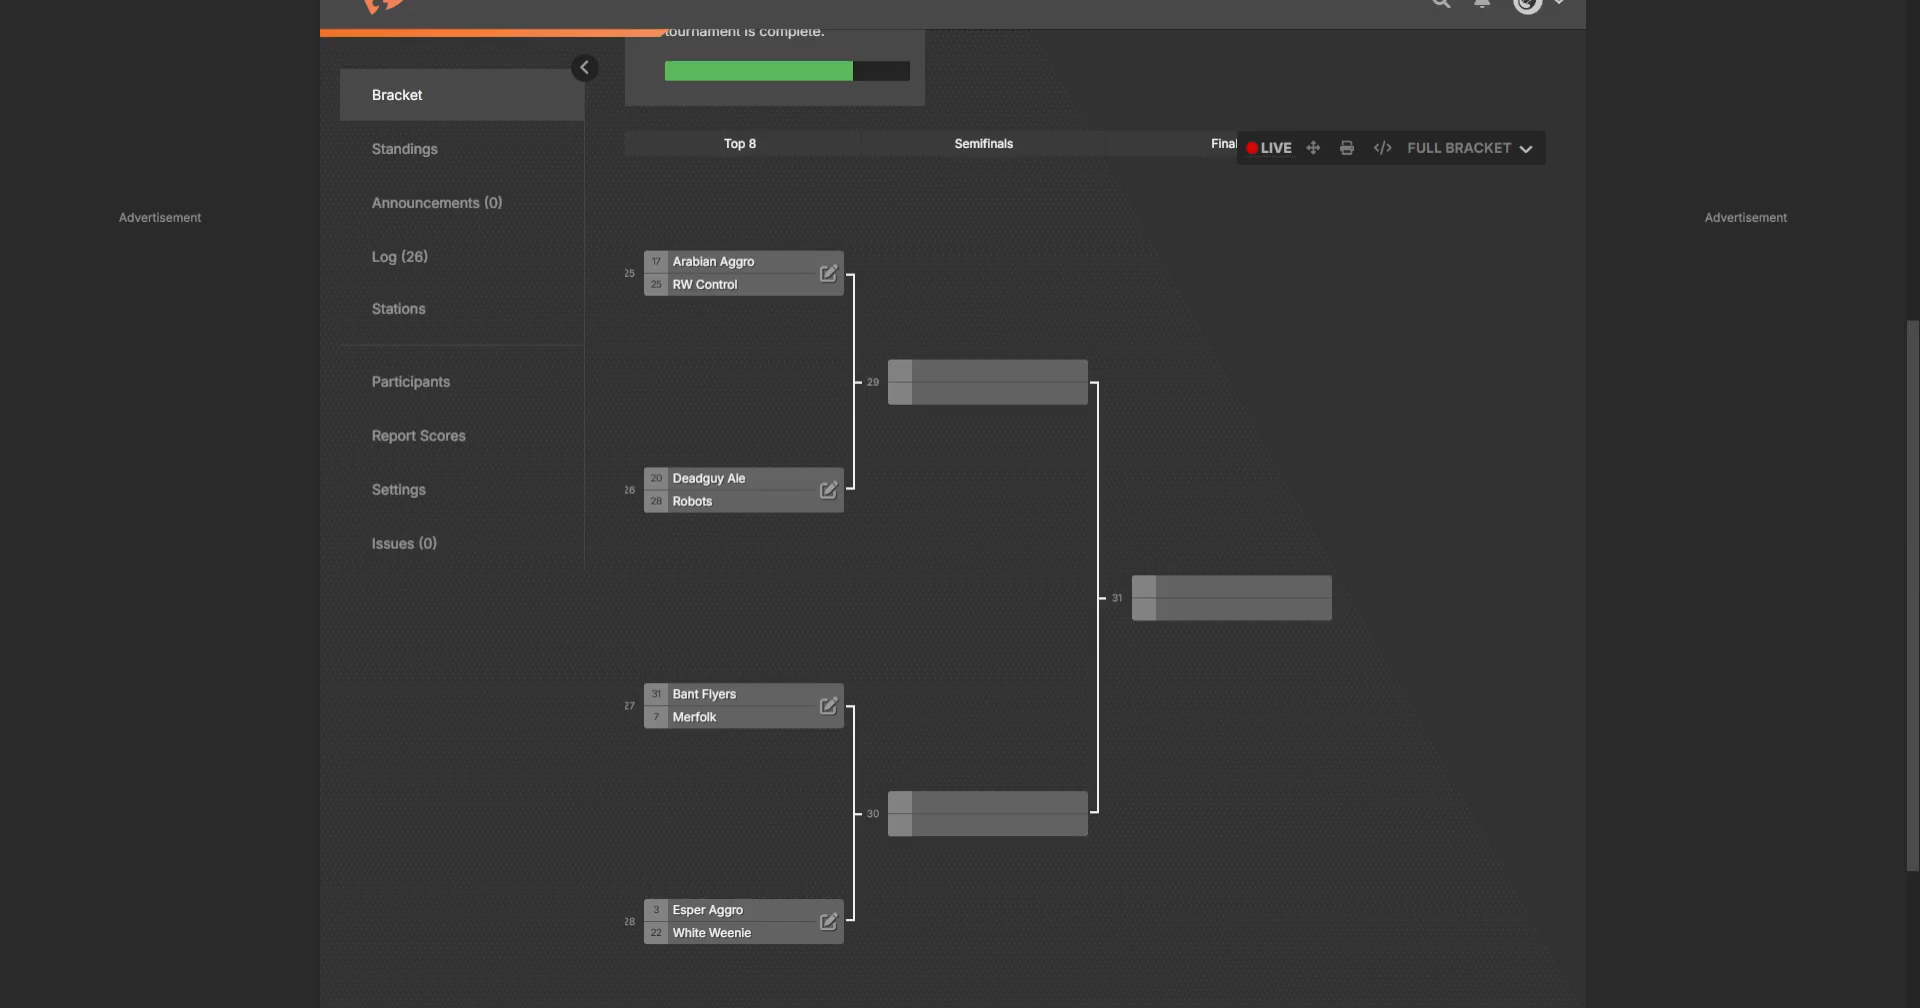 tournament is complete.
Bracket
Standings
Announcements (0)
Log (26)
Stations
Participants
Report Scores
Settings
Issues (0)
Advertisement
Top 8
Semifinals
LIVE
FULL BRACKET
25
17 Arabian Aggro
25 RW Control
26
20 Deadguy Ale
28 Robots
27
31 Bant Flyers
7 Merfolk
28
3 Esper Aggro
22 White Weenie
29
30
31
Advertisement